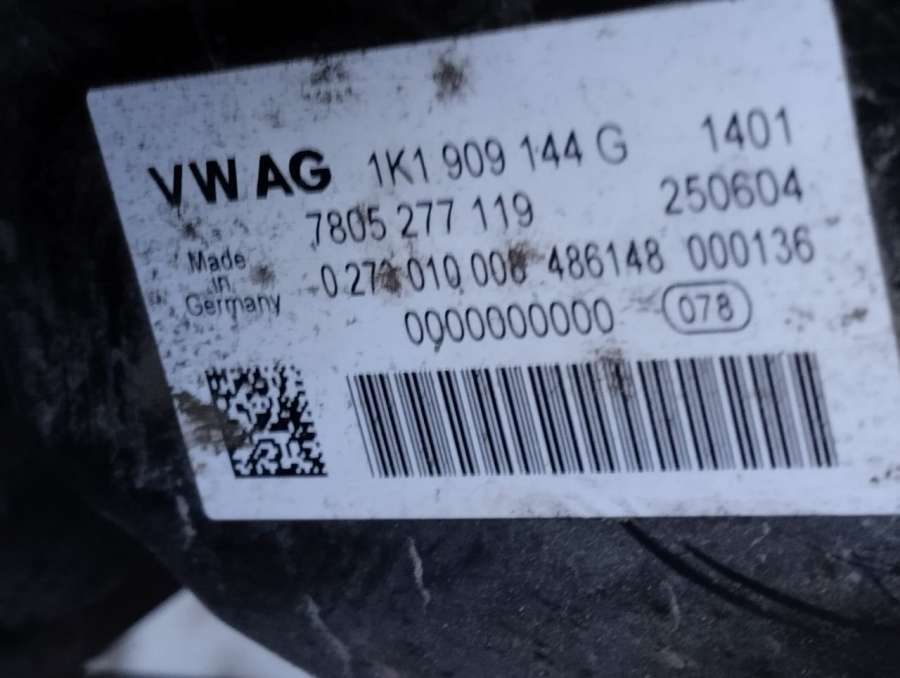 VW AG 1K1 909 144 G 1401
7805 277 119 250604
Made in Germany
0 273 010 006 486148 000136
0000000000 078